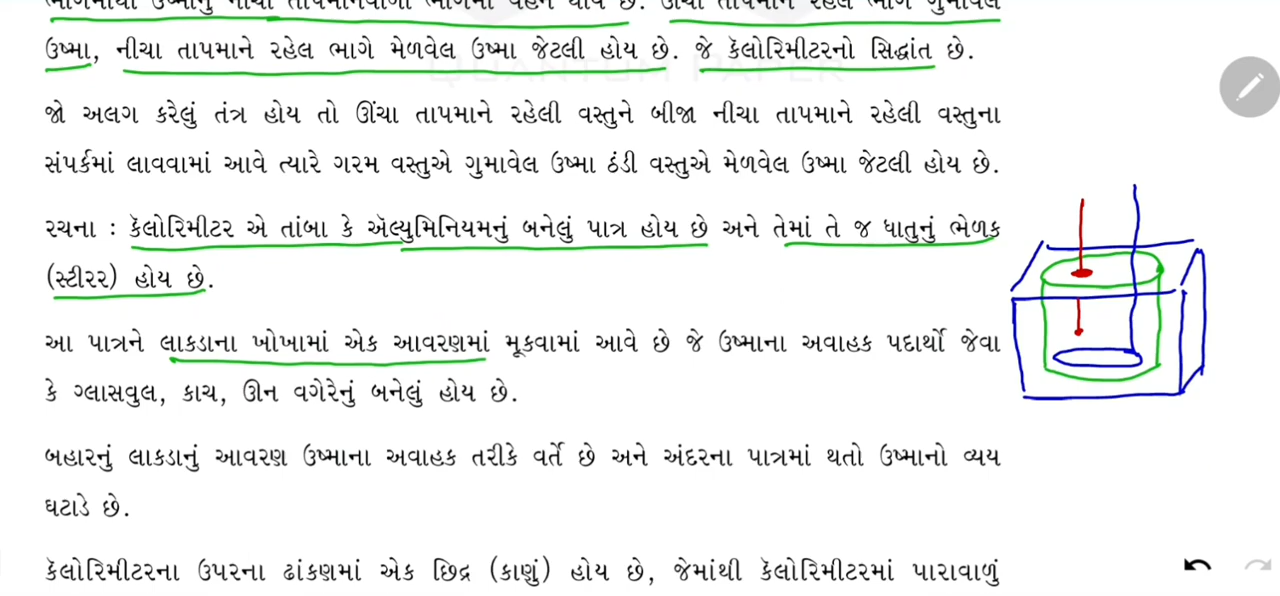 ઉષ્મા, નીચા તાપમાને રહેલ ભાગે મેળવેલ ઉષ્મા જેટલી હોય છે. જે કૅલોરિમીટરનો સિદ્ધાંત છે.
જો અલગ કરેલું તંત્ર હોય તો ઊંચા તાપમાને રહેલી વસ્તુને બીજા નીચા તાપમાને રહેલી વસ્તુના
સંપર્કમાં લાવવામાં આવે ત્યારે ગરમ વસ્તુએ ગુમાવેલ ઉષ્મા ઠંડી વસ્તુએ મેળવેલ ઉષ્મા જેટલી હોય છે.
રચના : કૅલોરિમીટર એ તાંબા કે ઍલ્યુમિનિયમનું બનેલું પાત્ર હોય છે અને તેમાં તે જ ધાતુનું ભેળક
(સ્ટીરર) હોય છે.
આ પાત્રને લાકડાના ખોખામાં એક આવરણમાં મૂકવામાં આવે છે જે ઉષ્માના અવાહક પદાર્થો જેવા
કે ગ્લાસવુલ, કાચ, ઊન વગેરેનું બનેલું હોય છે.
બહારનું લાકડાનું આવરણ ઉષ્માના અવાહક તરીકે વર્તે છે અને અંદરના પાત્રમાં થતો ઉષ્માનો વ્યય
ઘટાડે છે.
કૅલોરિમીટરના ઉપરના ઢાંકણમાં એક છિદ્ર (કાણું) હોય છે, જેમાંથી કૅલોરિમીટરમાં પારાવાળું